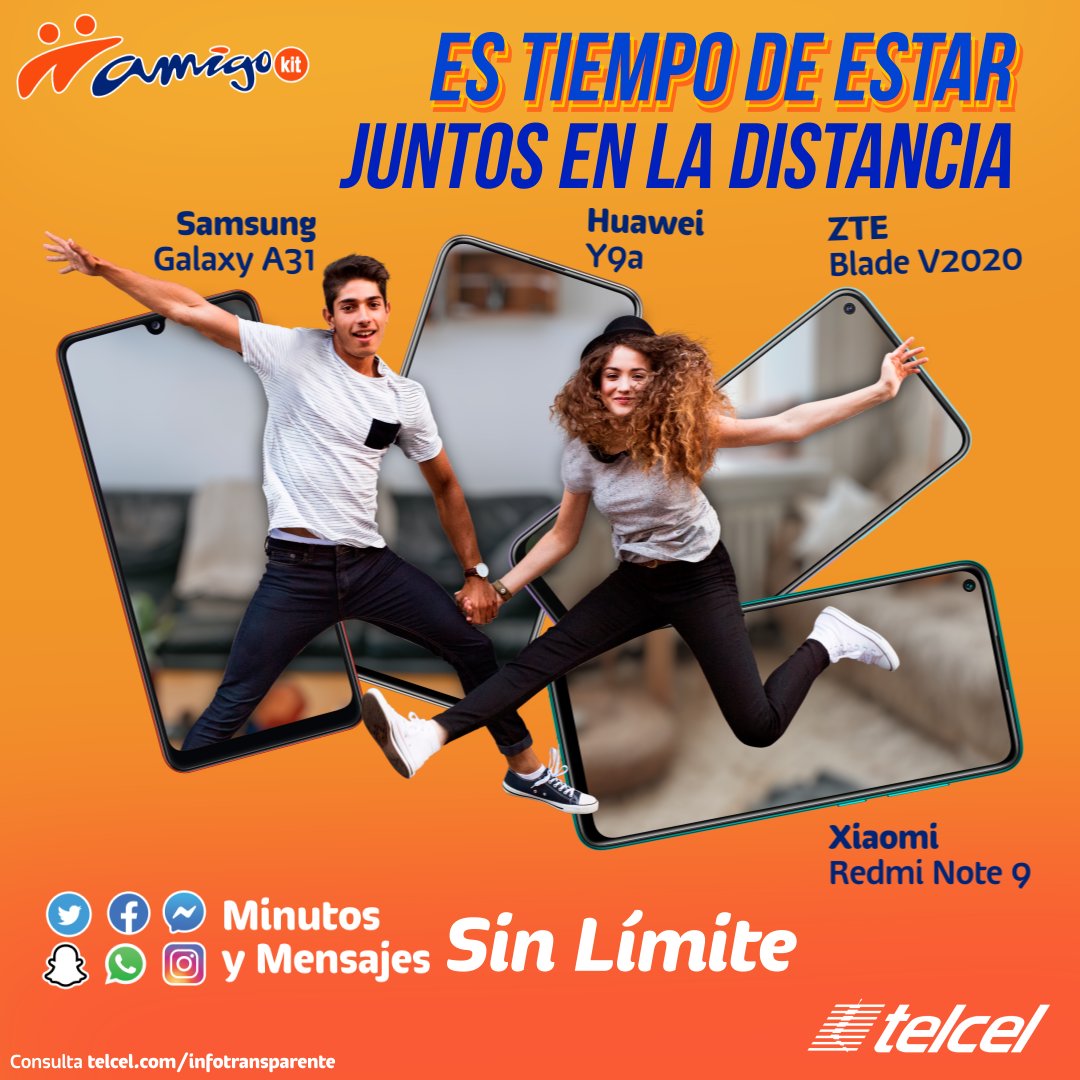 amigo kit
ES TIEMPO DE ESTAR
JUNTOS EN LA DISTANCIA
Samsung
Galaxy A31
Huawei
Y9a
ZTE
Blade V2020
Xiaomi
Redmi Note 9
Minutos
y Mensajes Sin Límite
telcel
Consulta telcel.com/infotransparente